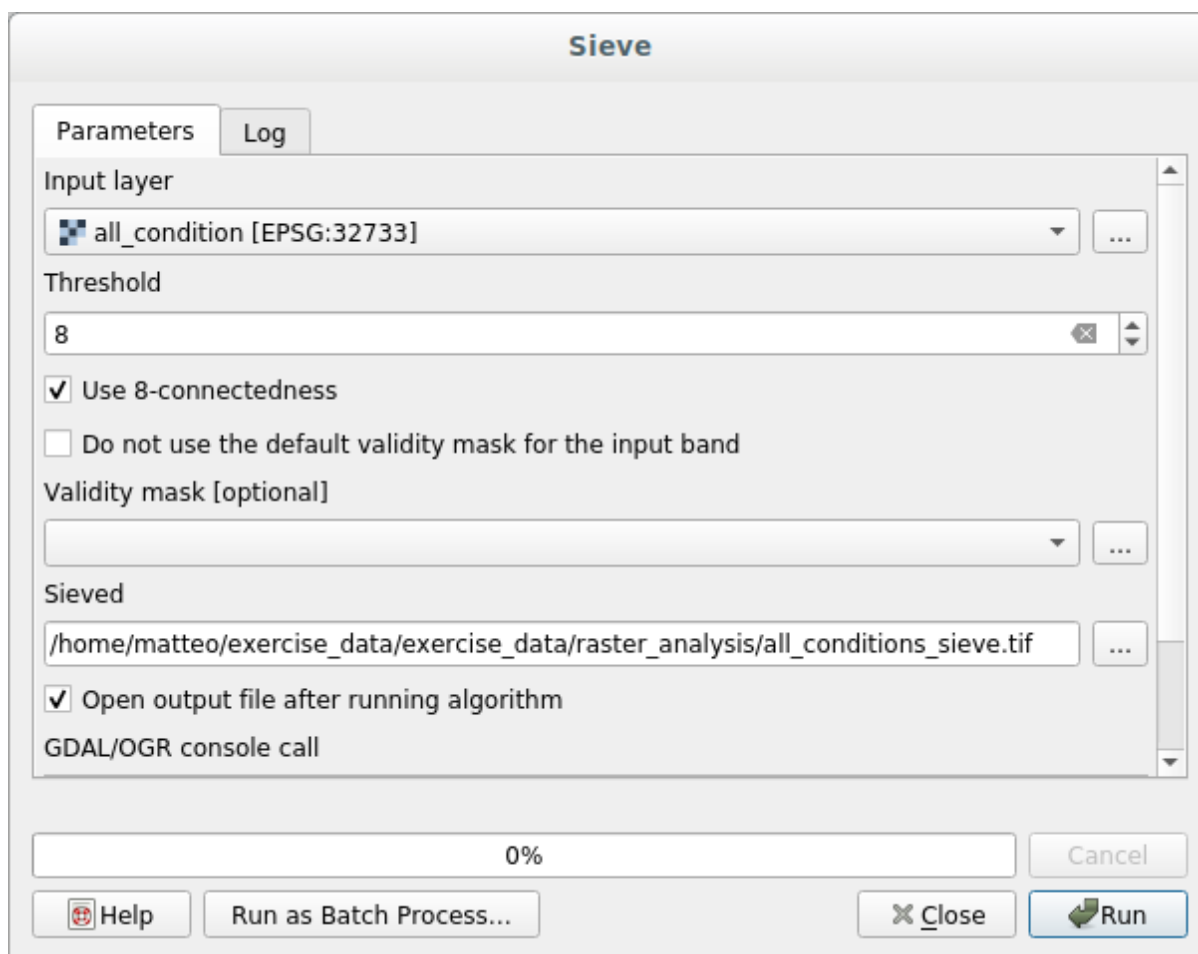 Sieve
Parameters
Log
Input layer
all_condition [EPSG:32733]
...
Threshold
8
Use 8-connectedness
Do not use the default validity mask for the input band
Validity mask [optional]
...
Sieved
/home/matteo/exercise_data/exercise_data/raster_analysis/all_conditions_sieve.tif
...
Open output file after running algorithm
GDAL/OGR console call
0%
Cancel
Help
Run as Batch Process...
Close
Run